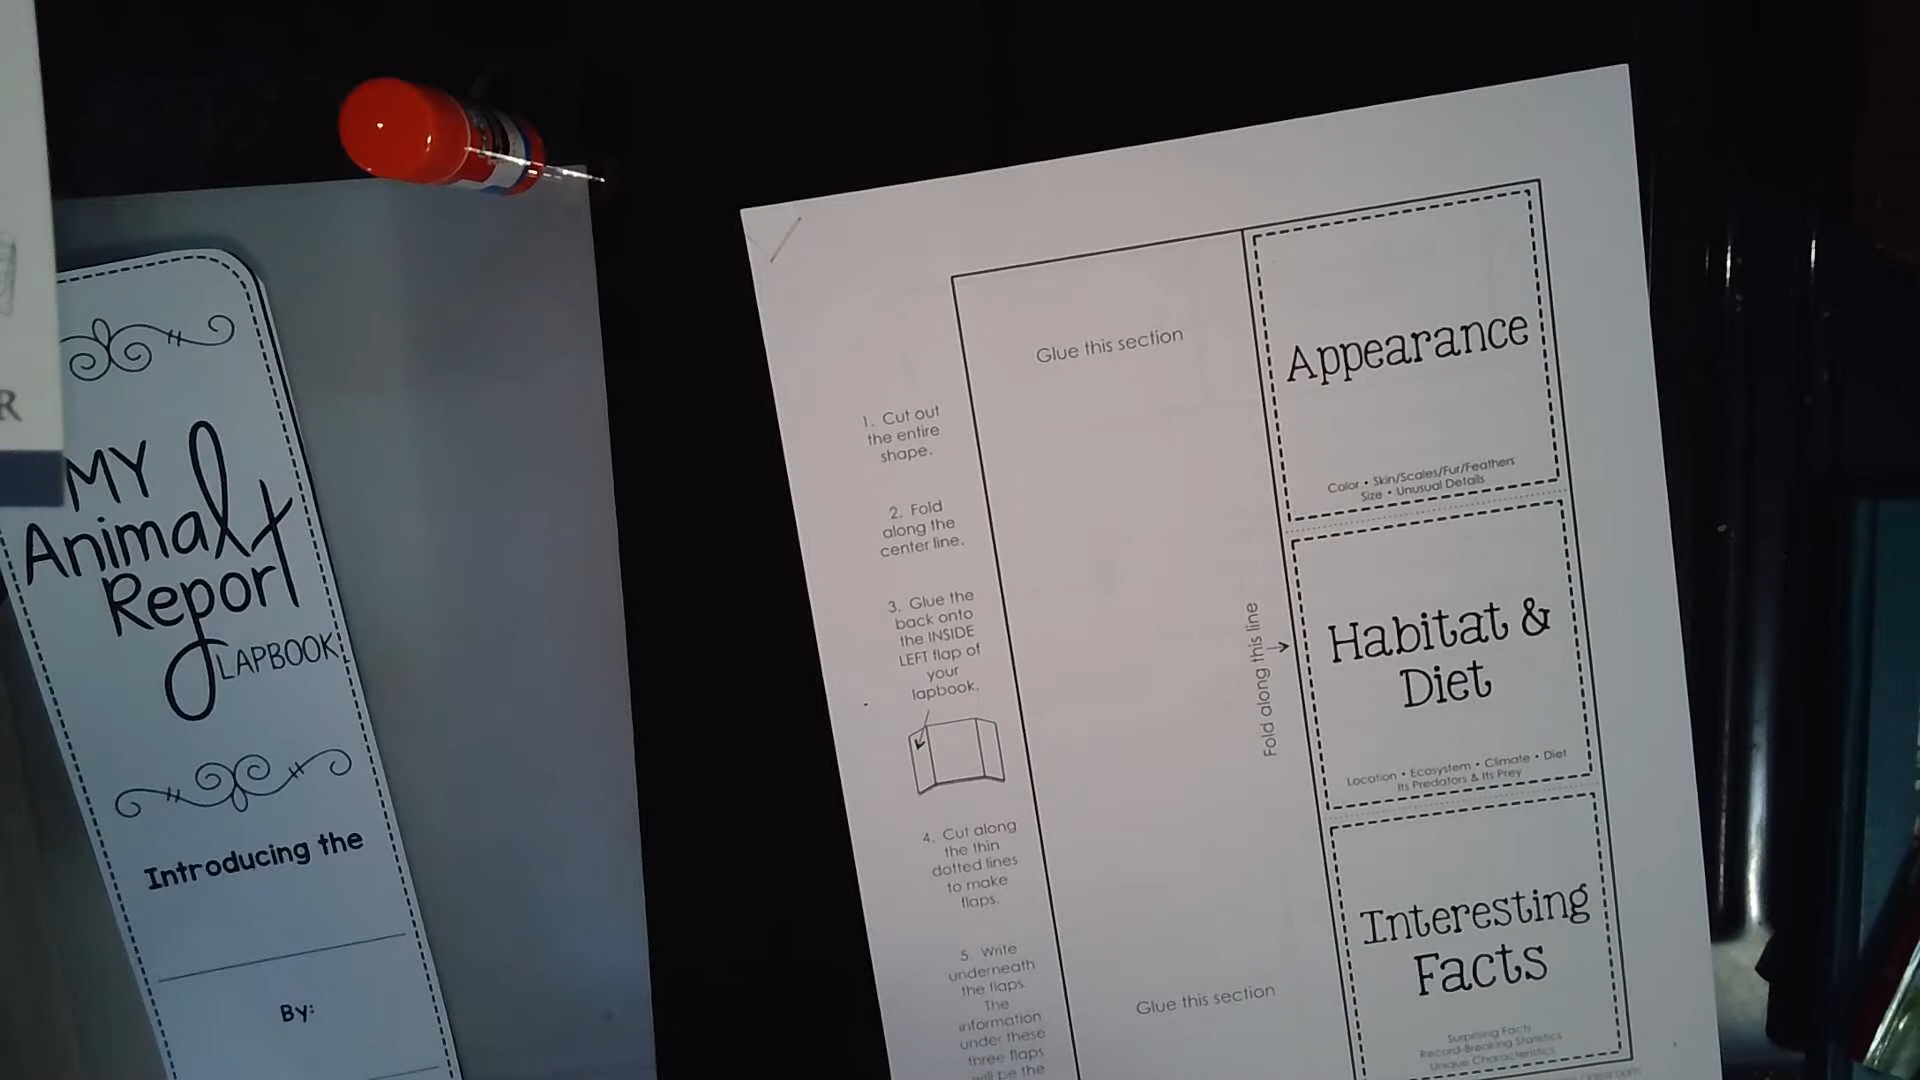 R
MY
Animal
Report
LAPBOOK
Introducing the
By:
1. Cut out
the entire
shape.
2. Fold
along the
center line.
3. Glue the
back onto
the INSIDE
LEFT flap of
your
lapbook.
4. Cut along
the thin
dotted lines
to make
flaps.
5. Write
underneath
the flaps.
The
information
under these
three flaps
will be the
Glue this section
Fold along this line
Glue this section
Appearance
Color • Skin/Scales/Fur/Feathers
Size • Unusual Details
Habitat &
Diet
Location • Ecosystem • Climate • Diet
Its Predators & Its Prey
Interesting
Facts
Surprising Facts
Record-Breaking Statistics
Unique Characteristics